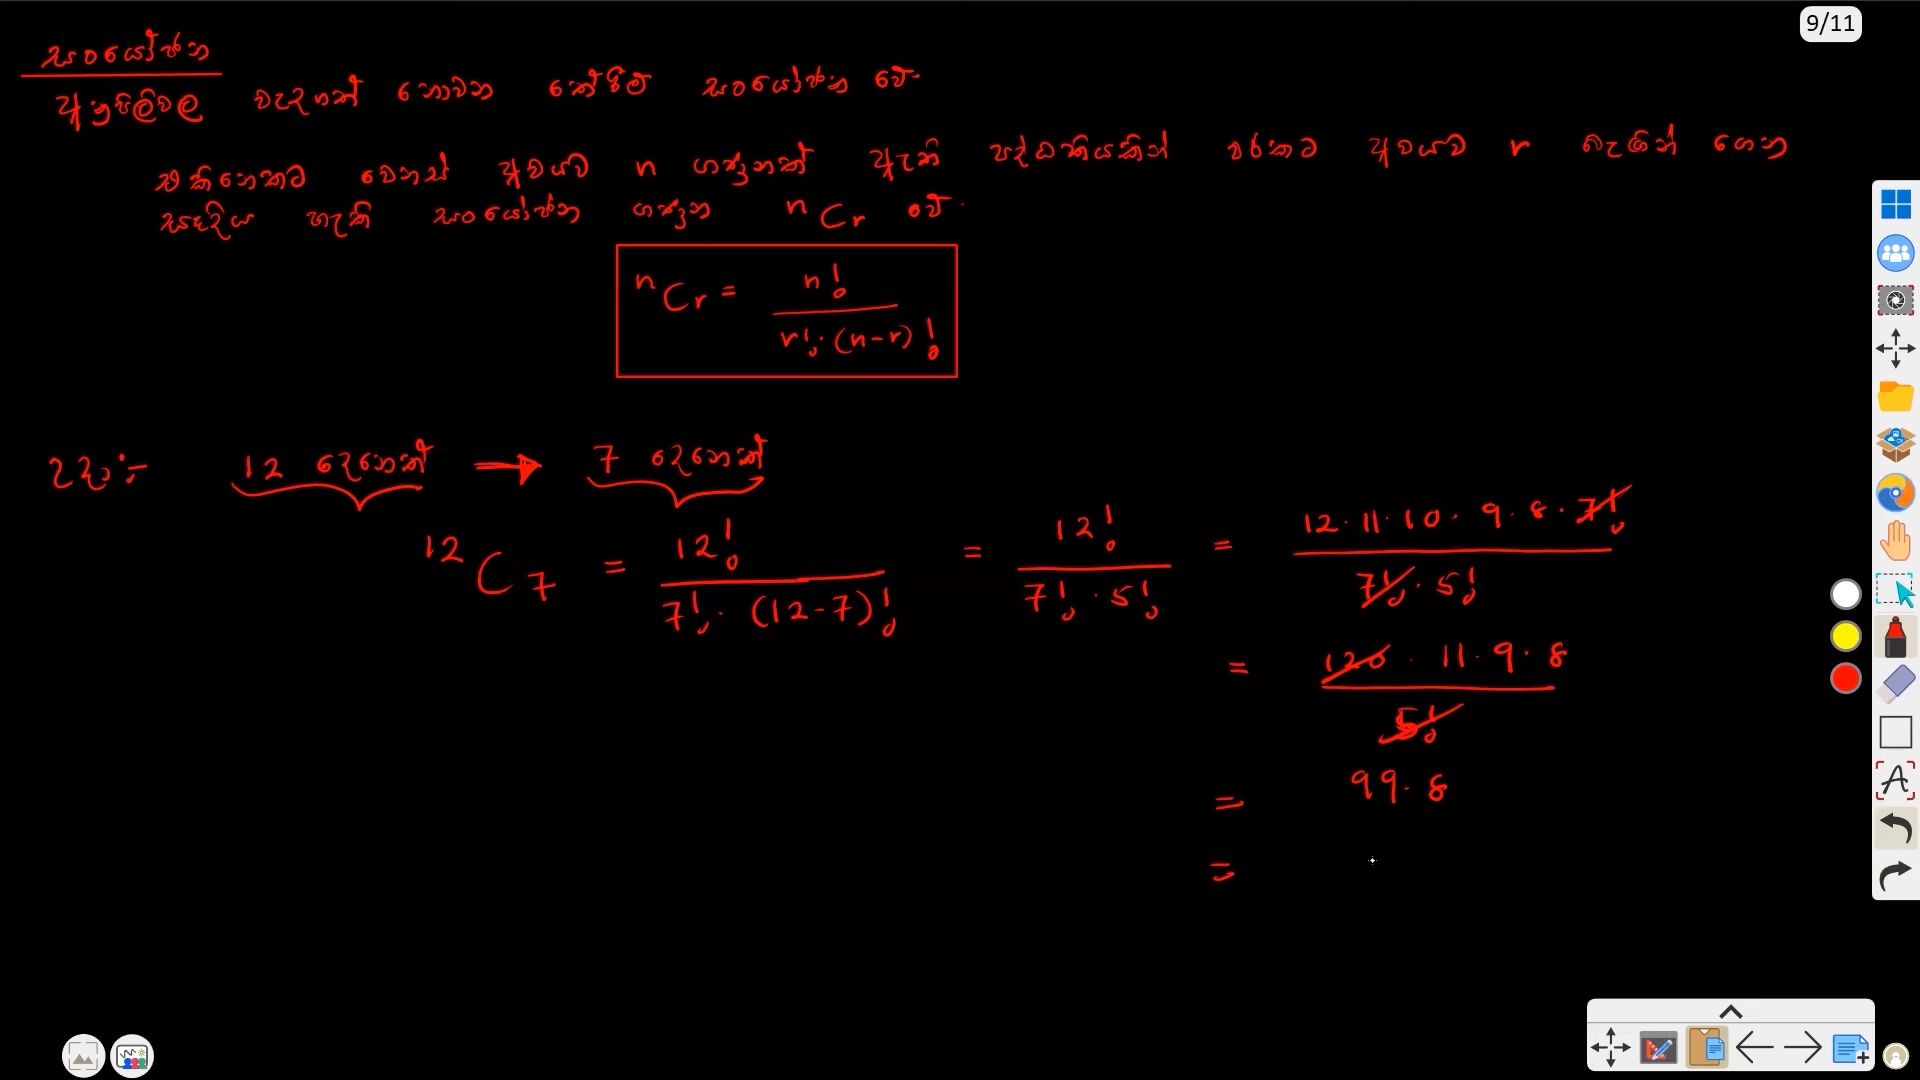 9/11
සංයෝජන
අනුපිලිවල වැදගත් නොවන තේරීම් සංයෝජන වේ.
එකිනෙකට වෙනස් අවයව n ගණනක් ඇති පද්ධතියකින් වරකට අවයව r බැගින් ගෙන
සෑදිය හැකි සංයෝජන ගණන nCr වේ.
nCr = n! / r!·(n-r)!
උදා:- 12 දෙනෙක් → 7 දෙනෙක්
12C7 = 12! / 7!·(12-7)! = 12! / 7!·5! = 12·11·10·9·8·7! / 7!·5!
= 120·11·9·8 / 5!
= 99·8
=